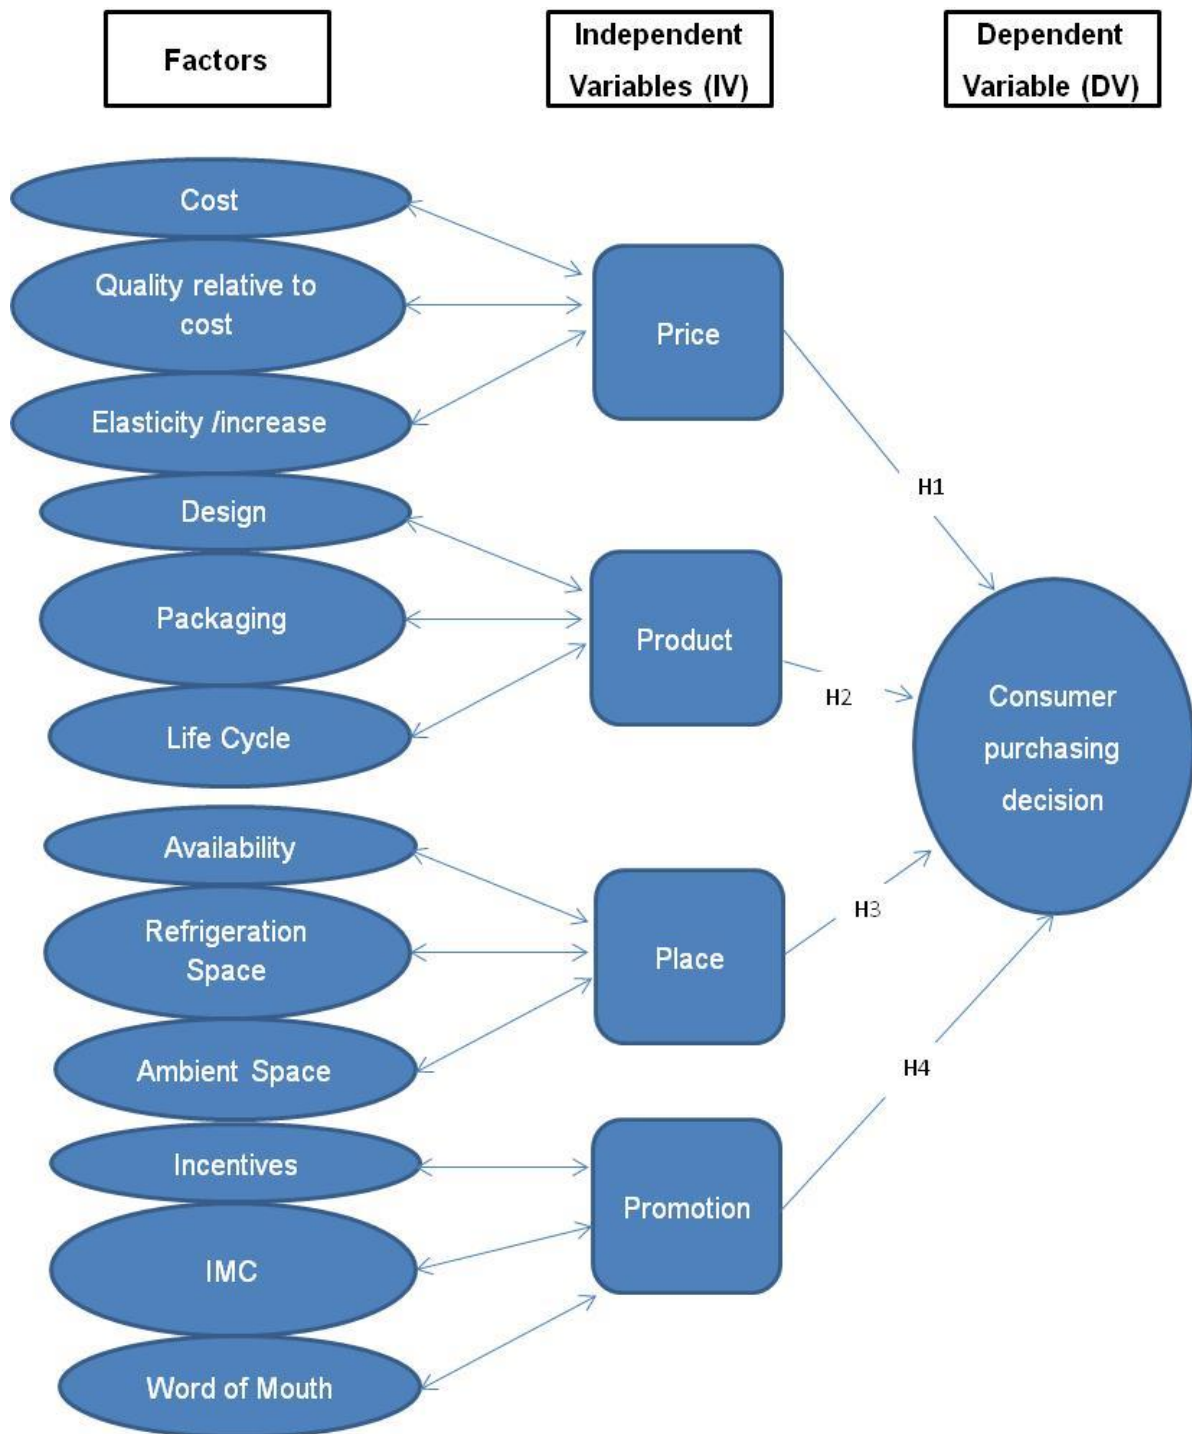 Factors
Independent
Variables (IV)
Dependent
Variable (DV)
Cost
Quality relative to
cost
Elasticity /increase
Price
H1
Design
Packaging
Life Cycle
Product
H2
Consumer
purchasing
decision
Availability
Refrigeration
Space
Ambient Space
Place
H3
Incentives
IMC
Word of Mouth
Promotion
H4